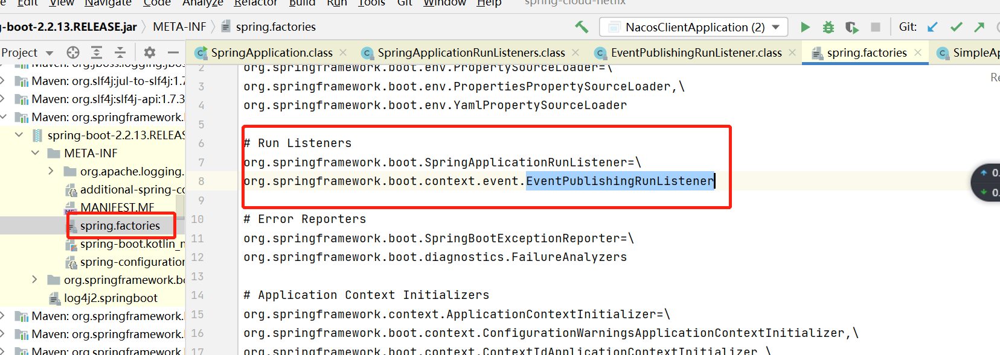 Edit View Navigate Code Analyze Refactor Build Run Tools Git Window Help spring-cloud-netflix
-boot-2.2.13.RELEASE.jar META-INF spring.factories NacosClientApplication (2) Git:
Project SpringApplication.class SpringApplicationRunListeners.class EventPublishingRunListener.class spring.factories SimpleAp
Maven: org.jboss.logging:jbos
Maven: org.slf4j:jul-to-slf4j:1.7
Maven: org.slf4j:slf4j-api:1.7.3
Maven: org.springframework.
spring-boot-2.2.13.RELEAS
META-INF
org.apache.logging.
additional-spring-co
MANIFEST.MF
spring.factories
spring-boot.kotlin_m
spring-configuration
org.springframework.bo
log4j2.springboot
Maven: org.springframework.
Maven: org.springframework.
Maven: org.springframework.
2 org.springframework.boot.env.PropertySourceLoader=\
3 org.springframework.boot.env.PropertiesPropertySourceLoader,\
4 org.springframework.boot.env.YamlPropertySourceLoader
5
6 # Run Listeners
7 org.springframework.boot.SpringApplicationRunListener=\
8 org.springframework.boot.context.event.EventPublishingRunListener
9
10 # Error Reporters
11 org.springframework.boot.SpringBootExceptionReporter=\
12 org.springframework.boot.diagnostics.FailureAnalyzers
13
14 # Application Context Initializers
15 org.springframework.context.ApplicationContextInitializer=\
16 org.springframework.boot.context.ConfigurationWarningsApplicationContextInitializer,\
17 org.springframework.boot.context.ContextIdApplicationContextInitializer,\
Re
0.
0.